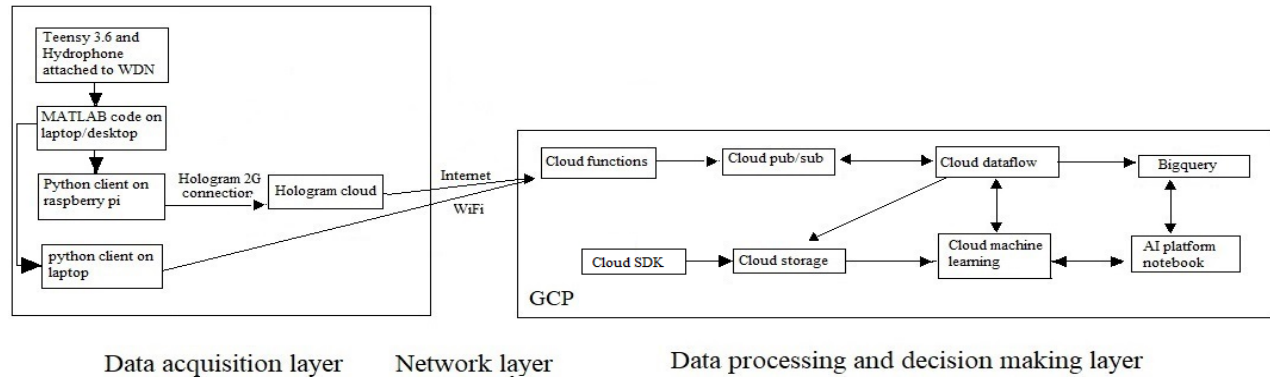 Teensy 3.6 and
Hydrophone
attached to WDN
MATLAB code on
laptop/desktop
Python client on
raspberry pi
Hologram 2G
connection
Hologram cloud
python client on
laptop
Internet
WiFi
Cloud functions
Cloud pub/sub
Cloud dataflow
Bigquery
Cloud SDK
Cloud storage
Cloud machine
learning
AI platform
notebook
GCP
Data acquisition layer
Network layer
Data processing and decision making layer